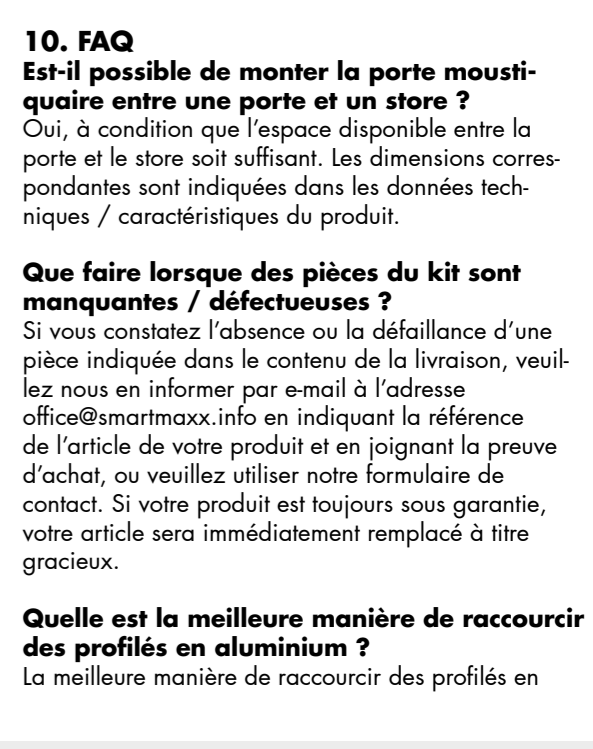 10. FAQ
Est-il possible de monter la porte mousti-
quaire entre une porte et un store ?
Oui, à condition que l'espace disponible entre la
porte et le store soit suffisant. Les dimensions corres-
pondantes sont indiquées dans les données tech-
niques / caractéristiques du produit.
Que faire lorsque des pièces du kit sont
manquantes / défectueuses ?
Si vous constatez l'absence ou la défaillance d'une
pièce indiquée dans le contenu de la livraison, veuil-
lez nous en informer par e-mail à l'adresse
office@smartmaxx.info en indiquant la référence
de l'article de votre produit et en joignant la preuve
d'achat, ou veuillez utiliser notre formulaire de
contact. Si votre produit est toujours sous garantie,
votre article sera immédiatement remplacé à titre
gracieux.
Quelle est la meilleure manière de raccourcir
des profilés en aluminium ?
La meilleure manière de raccourcir des profilés en